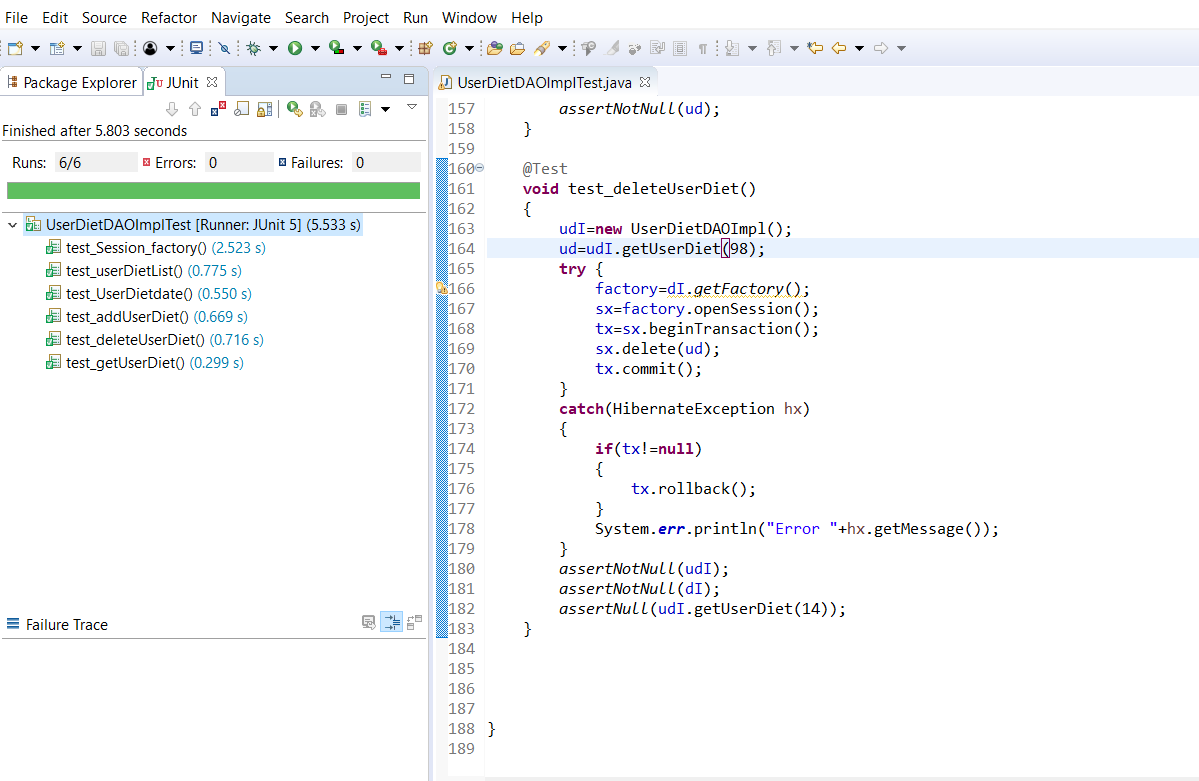 File Edit Source Refactor Navigate Search Project Run Window Help
Package Explorer JUnit
Finished after 5.803 seconds
Runs: 6/6 Errors: 0 Failures: 0
UserDietDAOImplTest [Runner: JUnit 5] (5.533 s)
test_Session_factory() (2.523 s)
test_userDietList() (0.775 s)
test_UserDietdate() (0.550 s)
test_addUserDiet() (0.669 s)
test_deleteUserDiet() (0.716 s)
test_getUserDiet() (0.299 s)
Failure Trace
UserDietDAOImplTest.java
157 assertNotNull(ud);
158 }
159
160 @Test
161 void test_deleteUserDiet()
162 {
163 udI=new UserDietDAOImpl();
164 ud=udI.getUserDiet(98);
165 try {
166 factory=dI.getFactory();
167 sx=factory.openSession();
168 tx=sx.beginTransaction();
169 sx.delete(ud);
170 tx.commit();
171 }
172 catch(HibernateException hx)
173 {
174 if(tx!=null)
175 {
176 tx.rollback();
177 }
178 System.err.println("Error "+hx.getMessage());
179 }
180 assertNotNull(udI);
181 assertNotNull(dI);
182 assertNull(udI.getUserDiet(14));
183 }
184
185
186
187
188 }
189